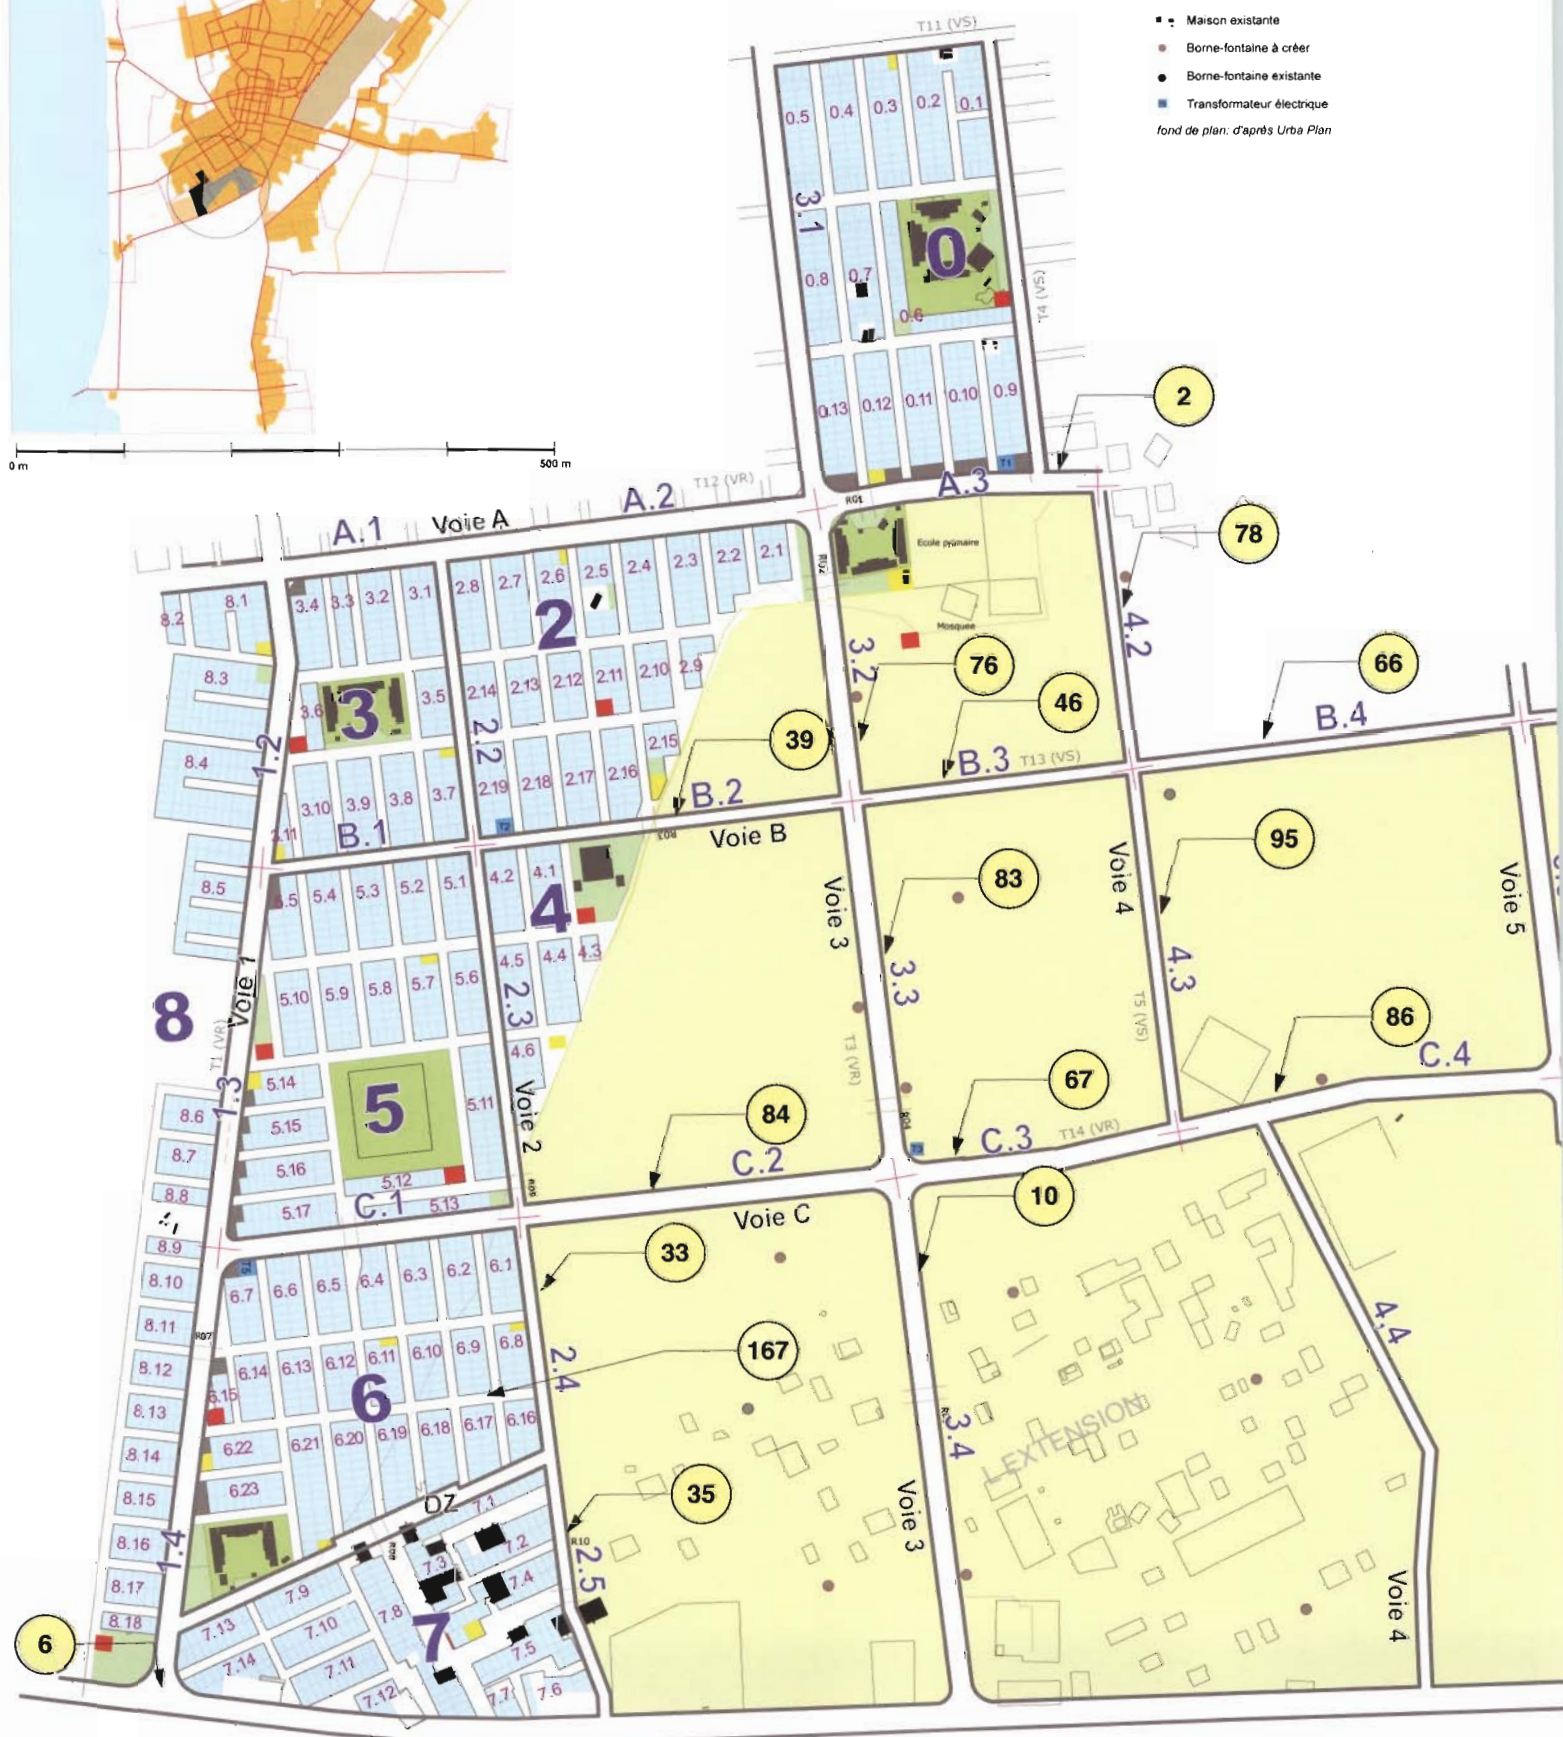 T11 (VS)
Maison existante
Borne-fontaine à créer
Borne-fontaine existante
Transformateur électrique
fond de plan: d'après Urba Plan
0.5 0.4 0.3 0.2 0.1
3.1
0
0.8 0.7
0.6
T4 (VS)
0.13 0.12 0.11 0.10 0.9
2
0 m 500 m
T1
T12 (VR)
A.1 Voie A A.2 A.3
RG1
78
Ecole primaire
8.2 8.1
3.4 3.3 3.2 3.1
2.8 2.7 2.6 2.5 2.4 2.3 2.2 2.1
2
Mosquee
4.2
3.2
76
66
8.3
3.6 3 3.5
2.14 2.13 2.12 2.11 2.10 2.9
46
B.4
39
2.15
1.2
2.2
8.4
B.3 T13 (VS)
3.10 3.9 3.8 3.7
2.19 2.18 2.17 2.16
B.2
3.11 B.1
T2
Voie B
R03
95
8.5
5.5 5.4 5.3 5.2 5.1
4.2 4.1
4
83
Voie 3
Voie 4
Voie 5
4.5 4.4 4.3
3.3
4.3
5.10 5.9 5.8 5.7 5.6
2.3
Voie 1
8
T1 (VR)
T5 (VS)
86
T3 (VR)
4.6
C.4
1.3
5.14
5
5.11
Voie 2
67
8.6
84
5.15
R04
T3
C.3 T14 (VR)
8.7
5.16
C.2
8.8
5.12
5.17 C.1 5.13
10
Voie C
8.9
33
8.10
6.7 6.6 6.5 6.4 6.3 6.2 6.1
8.11
R07
4.4
167
8.12
6.14 6.13 6.12 6.11 6.10 6.9 6.8
2.4
6.15 6
8.13
3.4
L'EXTENSION
8.14
6.22 6.21 6.20 6.19 6.18 6.17 6.16
8.15
6.23
35
DZ 7.1
Voie 3
8.16
1.4
R10
7.2
7.3
2.5
7.4
8.17
7.9
7.8
Voie 4
8.18
7.13 7.10
7
6
7.14 7.11
7.5
7.12 7.7 7.6